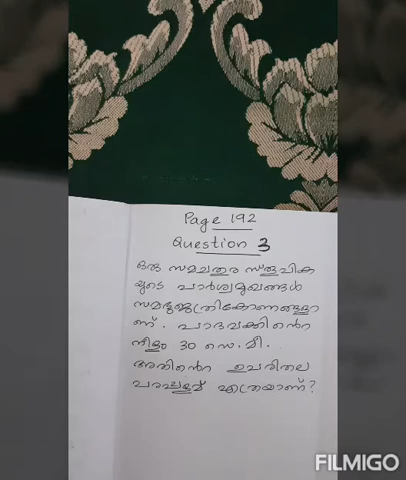 Page 192
Question 3
ഒരു സമചതുര സ്തൂപിക
യുടെ പാർശ്വമുഖങ്ങൾ
സമഭുജത്രികോണങ്ങളാ
ണ്. പാദവക്കിൻെറ
നീളം 30 സെ.മീ.
അതിൻെറ ഉപരിതല
പരപ്പളവ് എത്രയാണ്?
FILMIGO